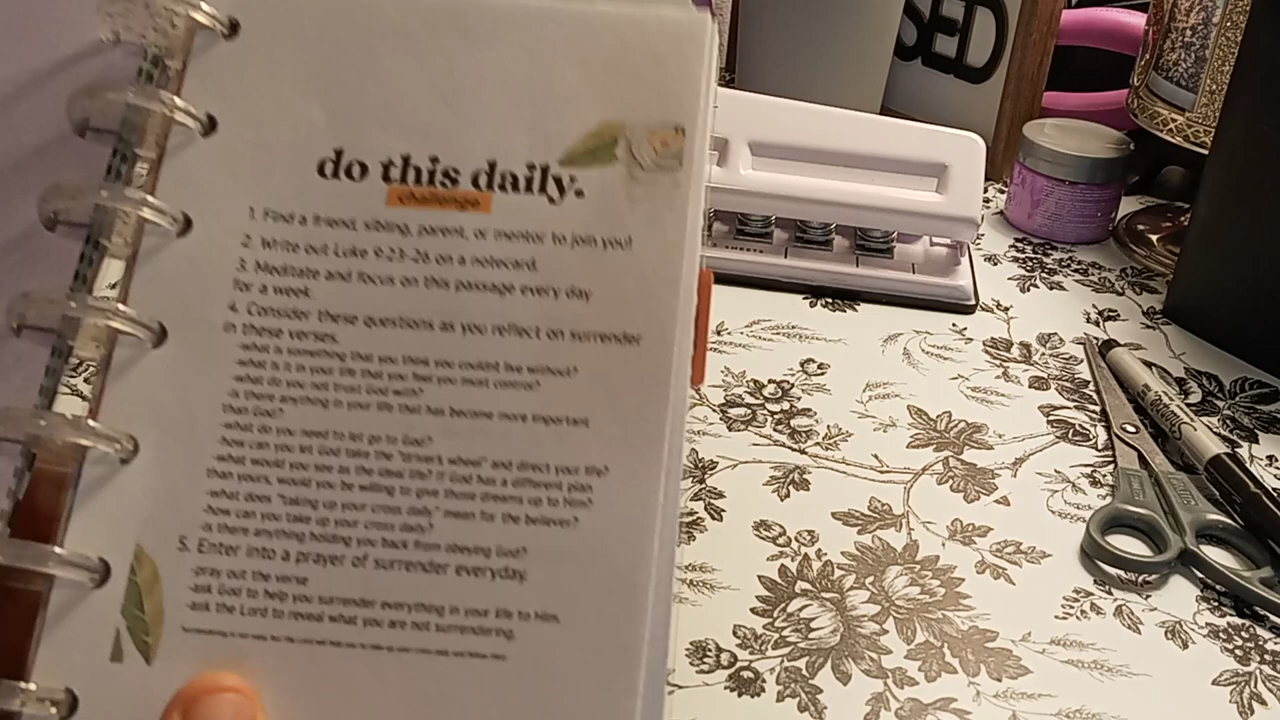 do this daily.
challenge
1. Find a friend, sibling, parent, or mentor to join you!
2. Write out Luke 9:23-26 on a notecard.
3. Meditate and focus on this passage every day
for a week.
4. Consider these questions as you reflect on surrender
in these verses.
-what is something that you think you couldn't live without?
-what is it in your life that you feel you most control?
-what do you not trust God with?
-is there anything in your life that has become more important
than God?
-what do you need to let go to God?
-how can you let God take the "driver's wheel" and direct your life?
-what would you see as the ideal life? If God has a different plan
than yours, would you be willing to give those dreams up to Him?
-what does "taking up your cross daily" mean for the believer?
-how can you take up your cross daily?
-is there anything holding you back from obeying God?
5. Enter into a prayer of surrender everyday.
-pray out the verse
-ask God to help you surrender everything in your life to Him.
-ask the Lord to reveal what you are not surrendering.
SED
SHEETS